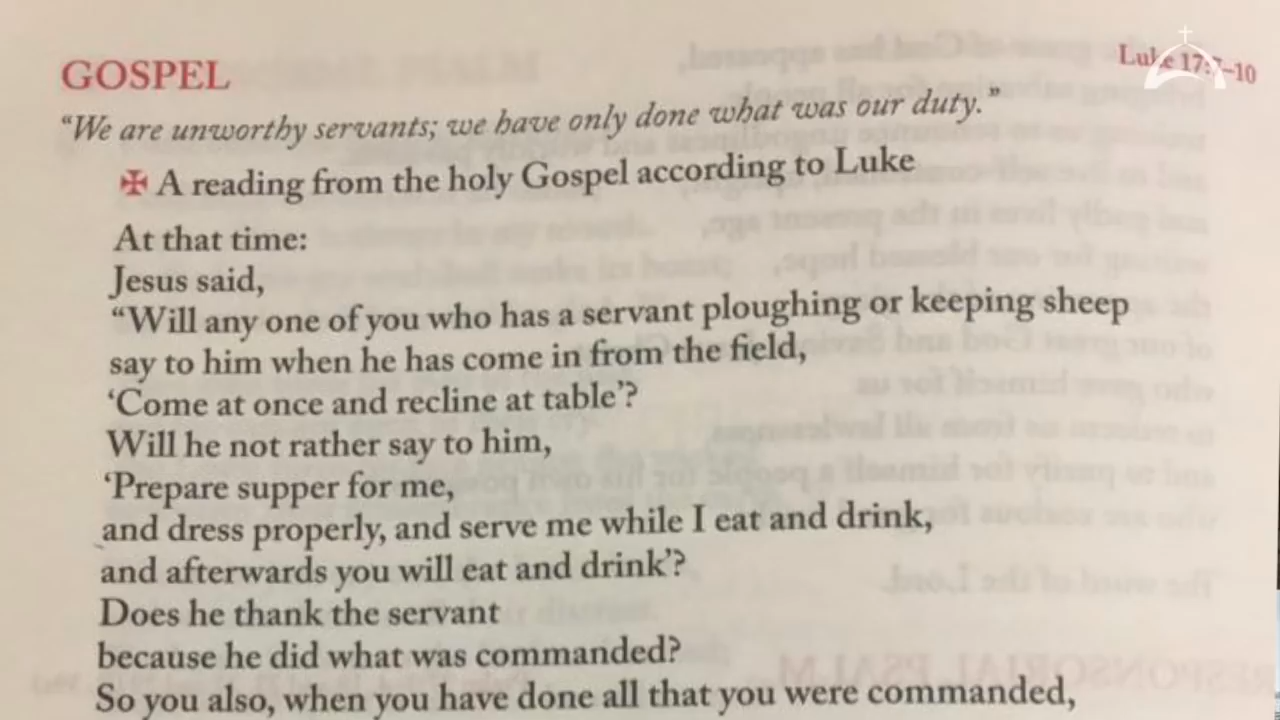 GOSPEL
Luke 17:7–10
“We are unworthy servants; we have only done what was our duty.”
✠ A reading from the holy Gospel according to Luke
At that time:
Jesus said,
“Will any one of you who has a servant ploughing or keeping sheep
say to him when he has come in from the field,
‘Come at once and recline at table’?
Will he not rather say to him,
‘Prepare supper for me,
and dress properly, and serve me while I eat and drink,
and afterwards you will eat and drink’?
Does he thank the servant
because he did what was commanded?
So you also, when you have done all that you were commanded,